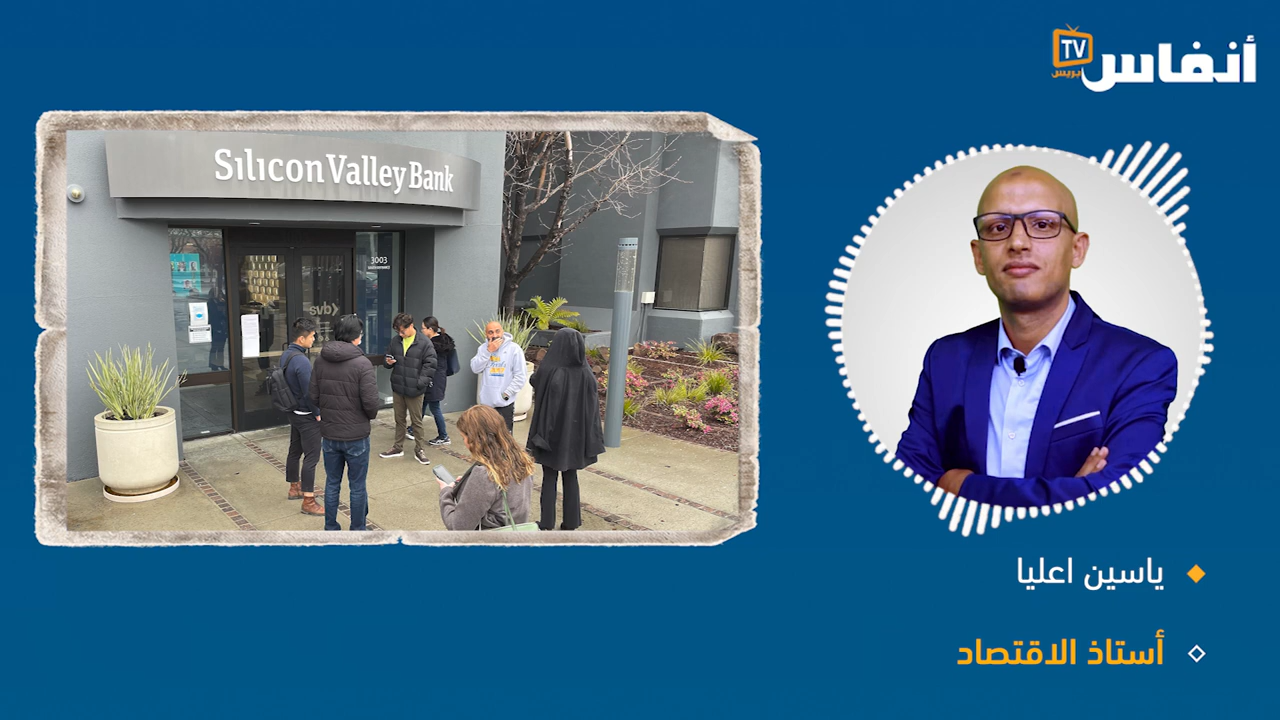 أنفاس
TV
بريس
Silicon Valley Bank
3003
svb
ياسين اعليا
أستاذ الاقتصاد